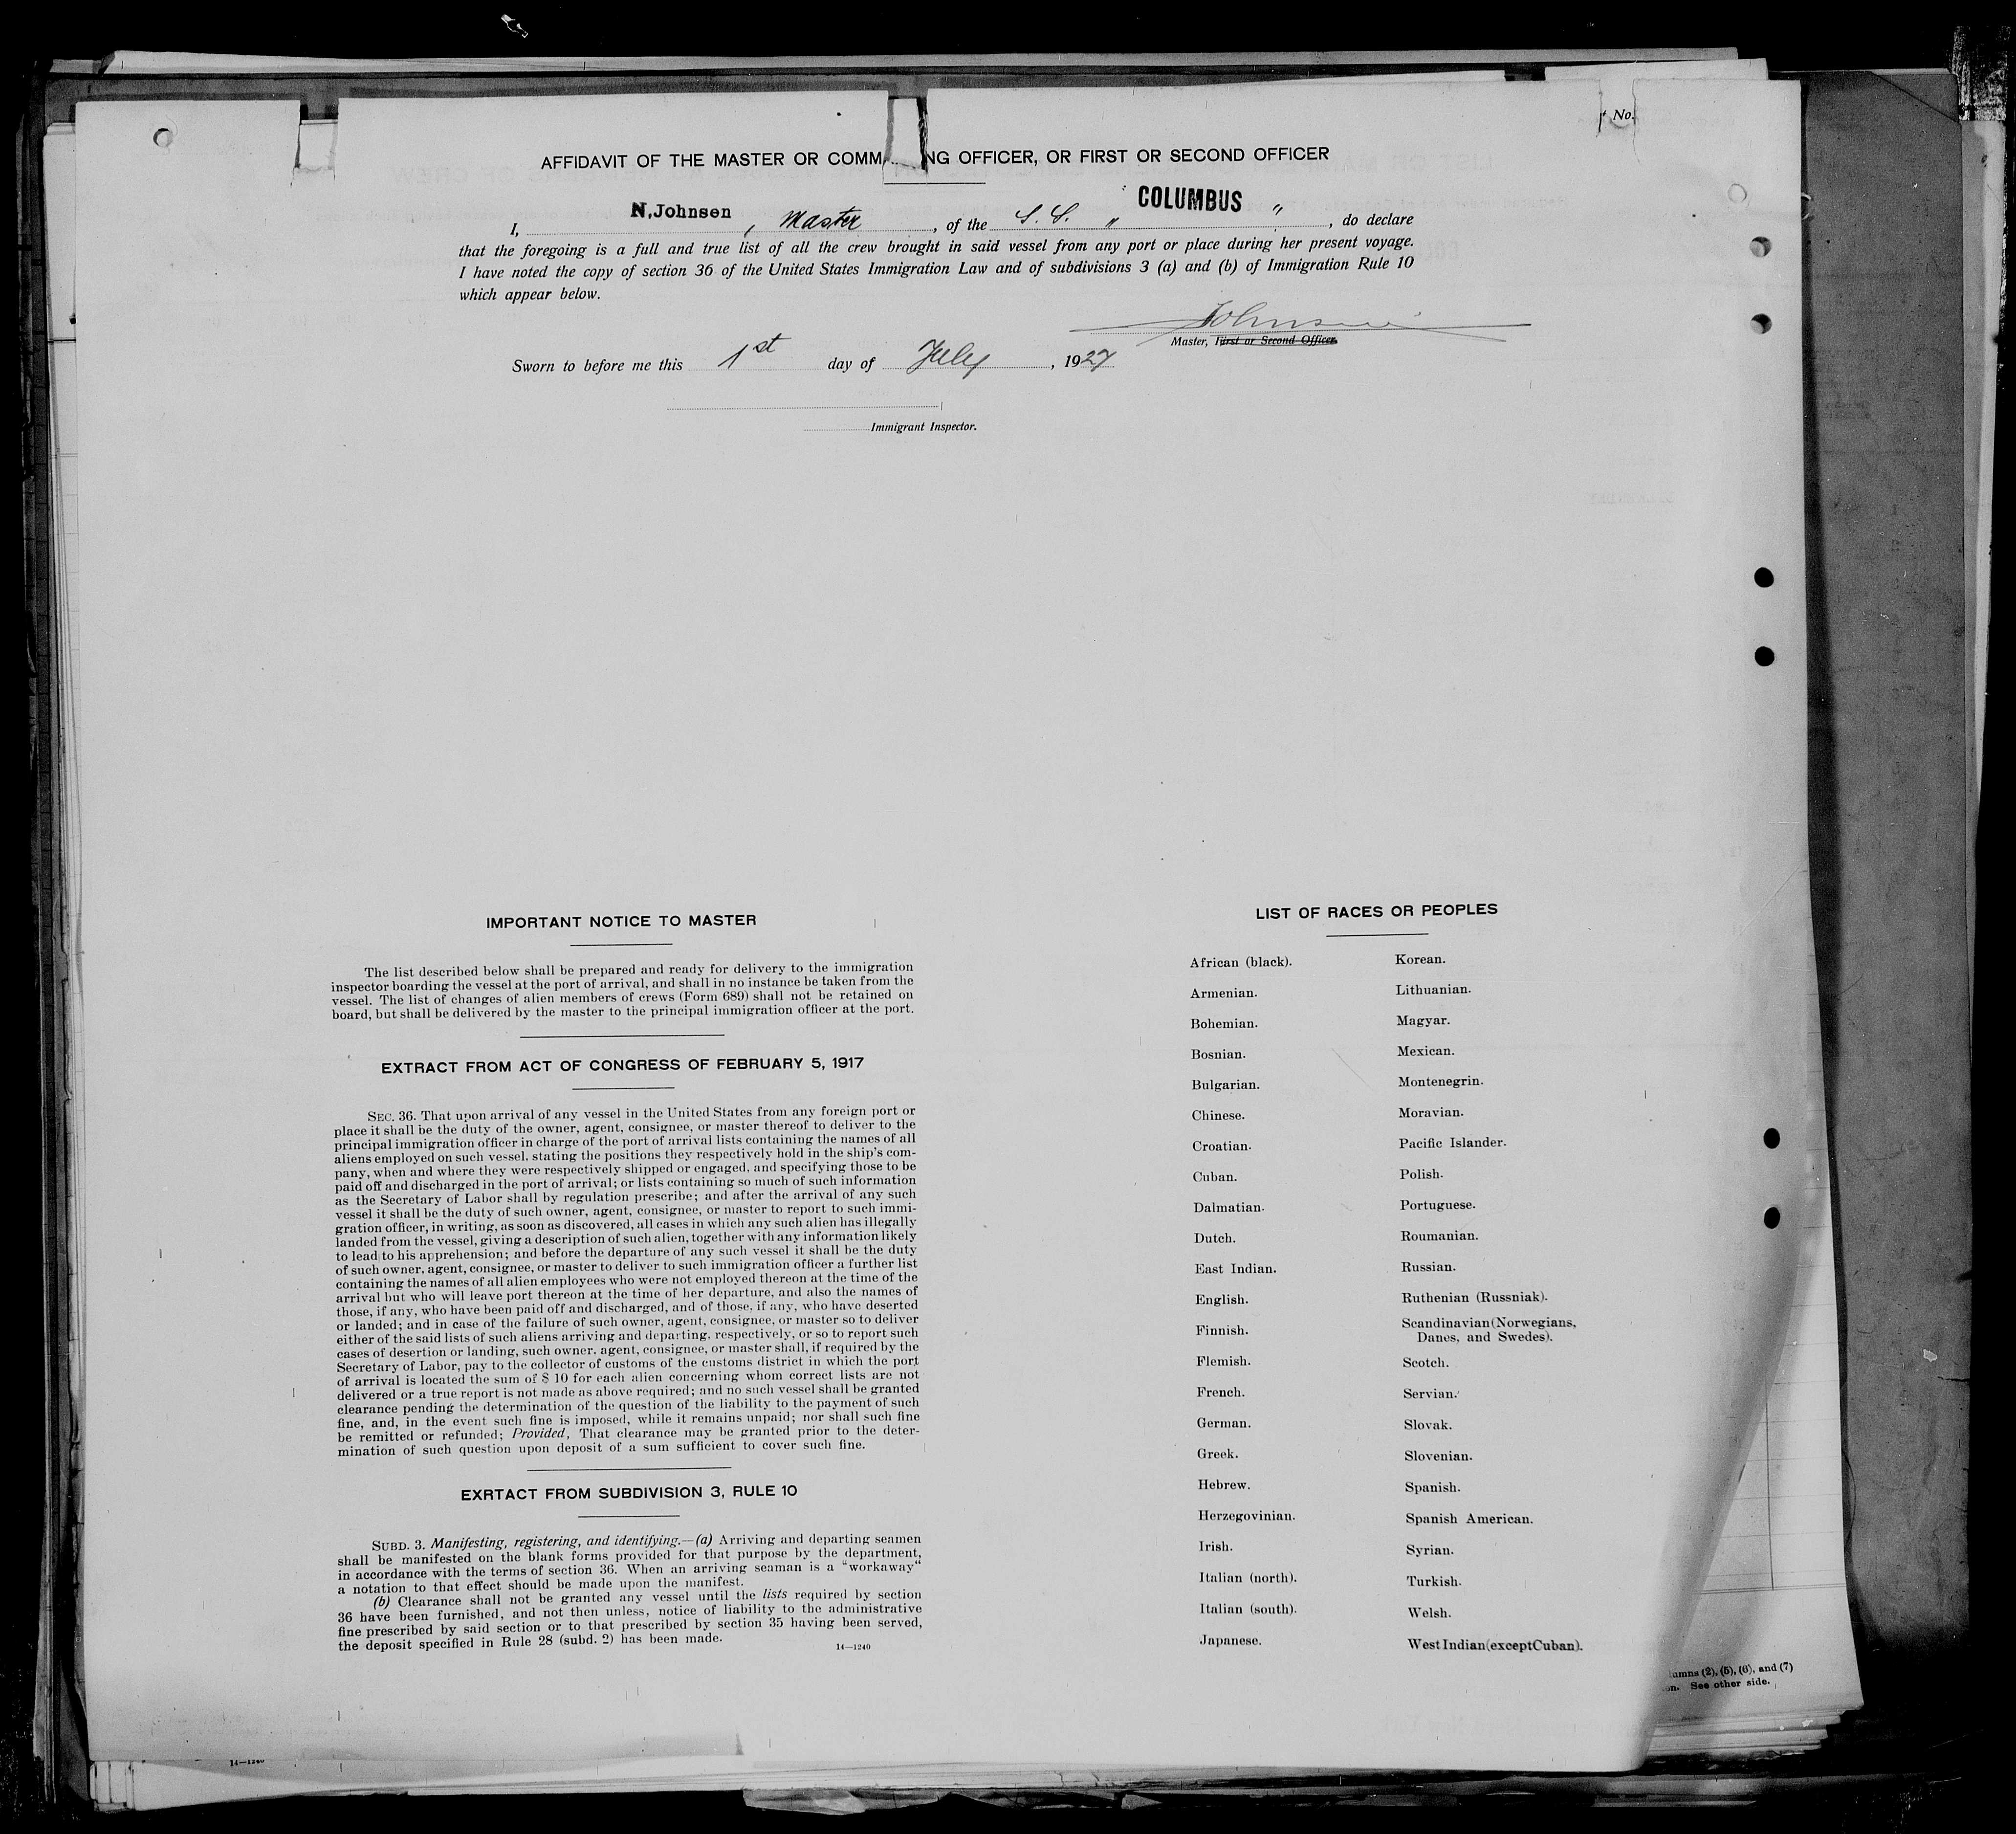 No.
AFFIDAVIT OF THE MASTER OR COMM NG OFFICER, OR FIRST OR SECOND OFFICER
I, N. Johnsen, Master, of the S.S. " COLUMBUS ", do declare
that the foregoing is a full and true list of all the crew brought in said vessel from any port or place during her present voyage.
I have noted the copy of section 36 of the United States Immigration Law and of subdivisions 3 (a) and (b) of Immigration Rule 10
which appear below.
Johnsen
Master, First or Second Officer.
Sworn to before me this 1st day of July, 1927
Immigrant Inspector.
IMPORTANT NOTICE TO MASTER
The list described below shall be prepared and ready for delivery to the immigration
inspector boarding the vessel at the port of arrival, and shall in no instance be taken from the
vessel. The list of changes of alien members of crews (Form 689) shall not be retained on
board, but shall be delivered by the master to the principal immigration officer at the port.
EXTRACT FROM ACT OF CONGRESS OF FEBRUARY 5, 1917
SEC. 36. That upon arrival of any vessel in the United States from any foreign port or
place it shall be the duty of the owner, agent, consignee, or master thereof to deliver to the
principal immigration officer in charge of the port of arrival lists containing the names of all
aliens employed on such vessel, stating the positions they respectively hold in the ship's com-
pany, when and where they were respectively shipped or engaged, and specifying those to be
paid off and discharged in the port of arrival; or lists containing so much of such information
as the Secretary of Labor shall by regulation prescribe; and after the arrival of any such
vessel it shall be the duty of such owner, agent, consignee, or master to report to such immi-
gration officer, in writing, as soon as discovered, all cases in which any such alien has illegally
landed from the vessel, giving a description of such alien, together with any information likely
to lead to his apprehension; and before the departure of any such vessel it shall be the duty
of such owner, agent, consignee, or master to deliver to such immigration officer a further list
containing the names of all alien employees who were not employed thereon at the time of the
arrival but who will leave port thereon at the time of her departure, and also the names of
those, if any, who have been paid off and discharged, and of those, if any, who have deserted
or landed; and in case of the failure of such owner, agent, consignee, or master so to deliver
either of the said lists of such aliens arriving and departing, respectively, or so to report such
cases of desertion or landing, such owner, agent, consignee, or master shall, if required by the
Secretary of Labor, pay to the collector of customs of the customs district in which the port
of arrival is located the sum of $ 10 for each alien concerning whom correct lists are not
delivered or a true report is not made as above required; and no such vessel shall be granted
clearance pending the determination of the question of the liability to the payment of such
fine, and, in the event such fine is imposed, while it remains unpaid; nor shall such fine
be remitted or refunded; Provided, That clearance may be granted prior to the deter-
mination of such question upon deposit of a sum sufficient to cover such fine.
EXRTACT FROM SUBDIVISION 3, RULE 10
SUBD. 3. Manifesting, registering, and identifying.—(a) Arriving and departing seamen
shall be manifested on the blank forms provided for that purpose by the department,
in accordance with the terms of section 36. When an arriving seaman is a "workaway"
a notation to that effect should be made upon the manifest.
(b) Clearance shall not be granted any vessel until the lists required by section
36 have been furnished, and not then unless, notice of liability to the administrative
fine prescribed by said section or to that prescribed by section 35 having been served,
the deposit specified in Rule 28 (subd. 2) has been made.
14—1240
LIST OF RACES OR PEOPLES
African (black).
Armenian.
Bohemian.
Bosnian.
Bulgarian.
Chinese.
Croatian.
Cuban.
Dalmatian.
Dutch.
East Indian.
English.
Finnish.
Flemish.
French.
German.
Greek.
Hebrew.
Herzegovinian.
Irish.
Italian (north).
Italian (south).
Japanese.
Korean.
Lithuanian.
Magyar.
Mexican.
Montenegrin.
Moravian.
Pacific Islander.
Polish.
Portuguese.
Roumanian.
Russian.
Ruthenian (Russniak).
Scandinavian (Norwegians,
Danes, and Swedes).
Scotch.
Servian.
Slovak.
Slovenian.
Spanish.
Spanish American.
Syrian.
Turkish.
Welsh.
West Indian (except Cuban).
umns (2), (5), (6), and (7)
on. See other side.
14—1240